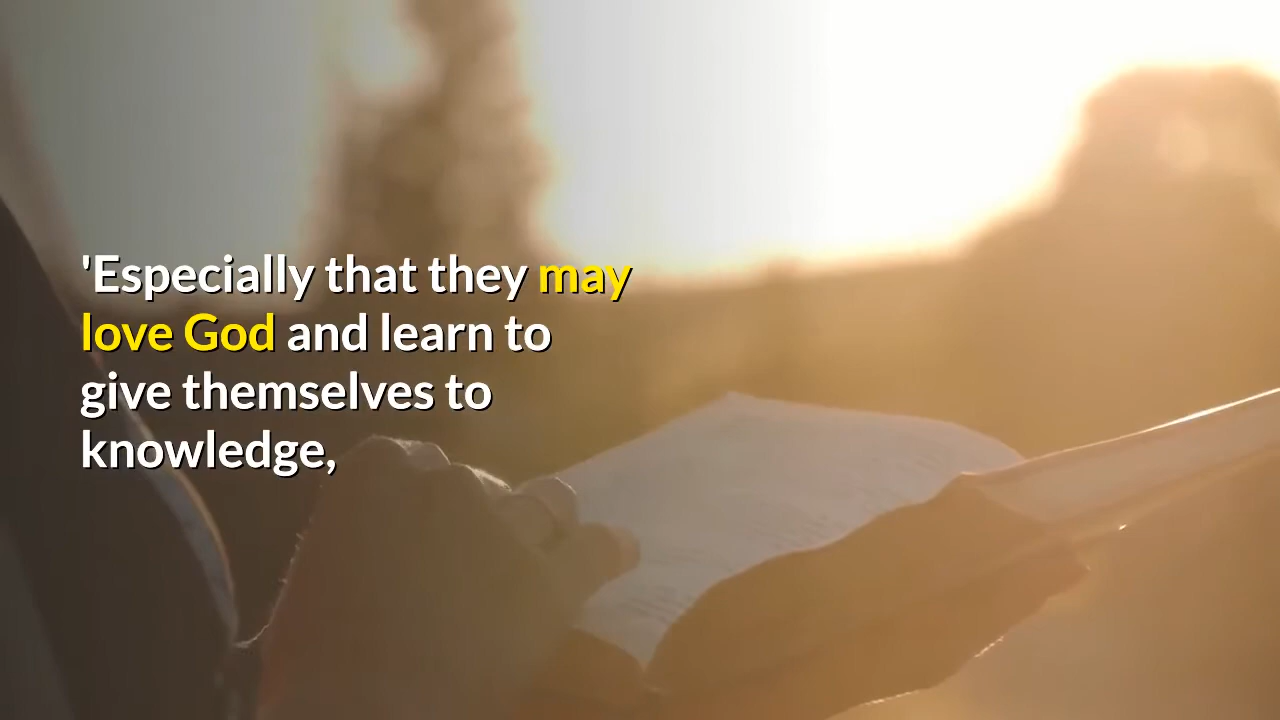 'Especially that they may
love God and learn to
give themselves to
knowledge,